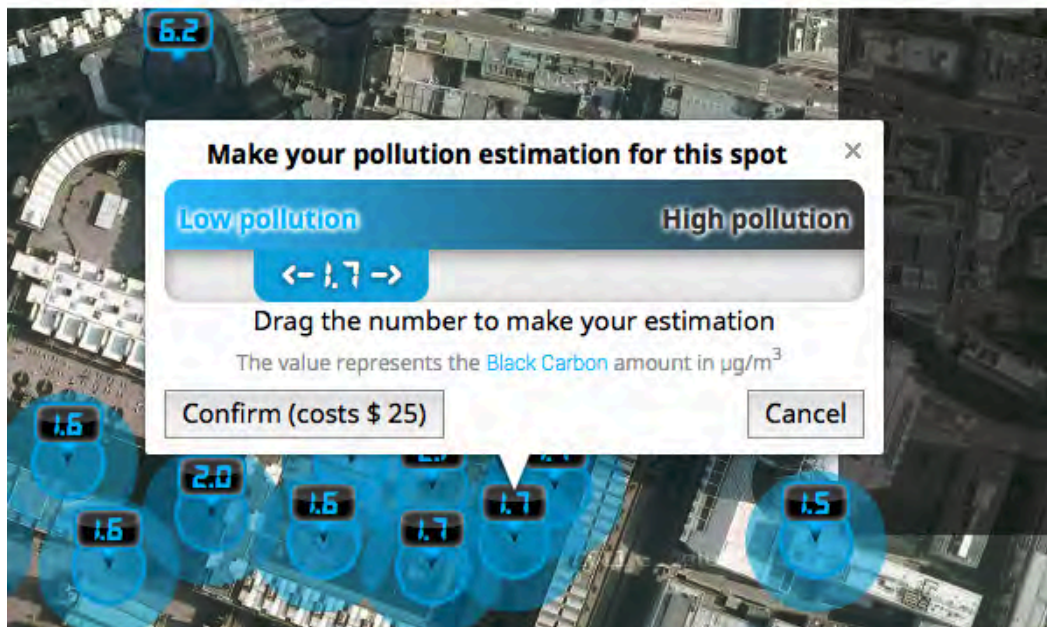 6.2
Make your pollution estimation for this spot ×
Low pollution High pollution
<-1.7->
Drag the number to make your estimation
The value represents the Black Carbon amount in µg/m³
Confirm (costs $ 25) Cancel
1.6
2.0 1.6 1.7 1.5
1.6 1.7